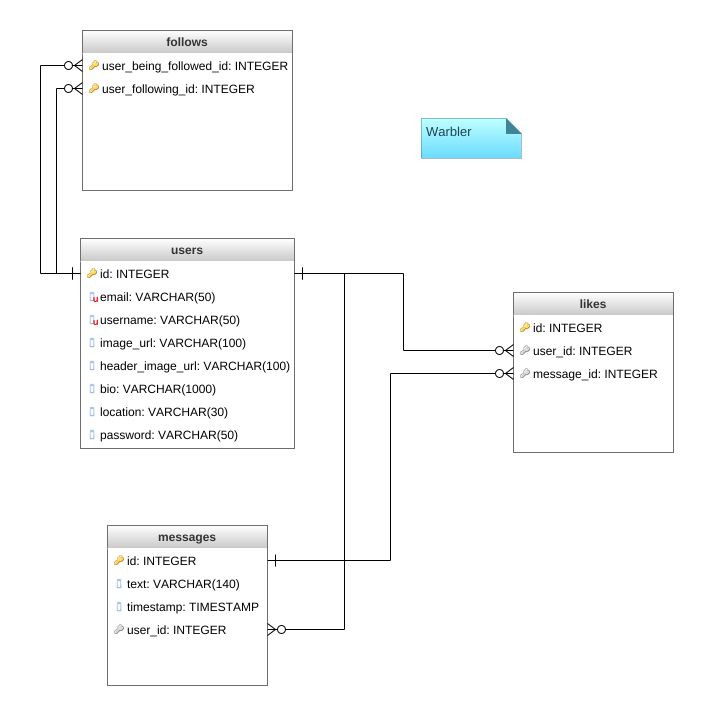 follows
user_being_followed_id: INTEGER
user_following_id: INTEGER
Warbler
users
id: INTEGER
email: VARCHAR(50)
username: VARCHAR(50)
image_url: VARCHAR(100)
header_image_url: VARCHAR(100)
bio: VARCHAR(1000)
location: VARCHAR(30)
password: VARCHAR(50)
likes
id: INTEGER
user_id: INTEGER
message_id: INTEGER
messages
id: INTEGER
text: VARCHAR(140)
timestamp: TIMESTAMP
user_id: INTEGER